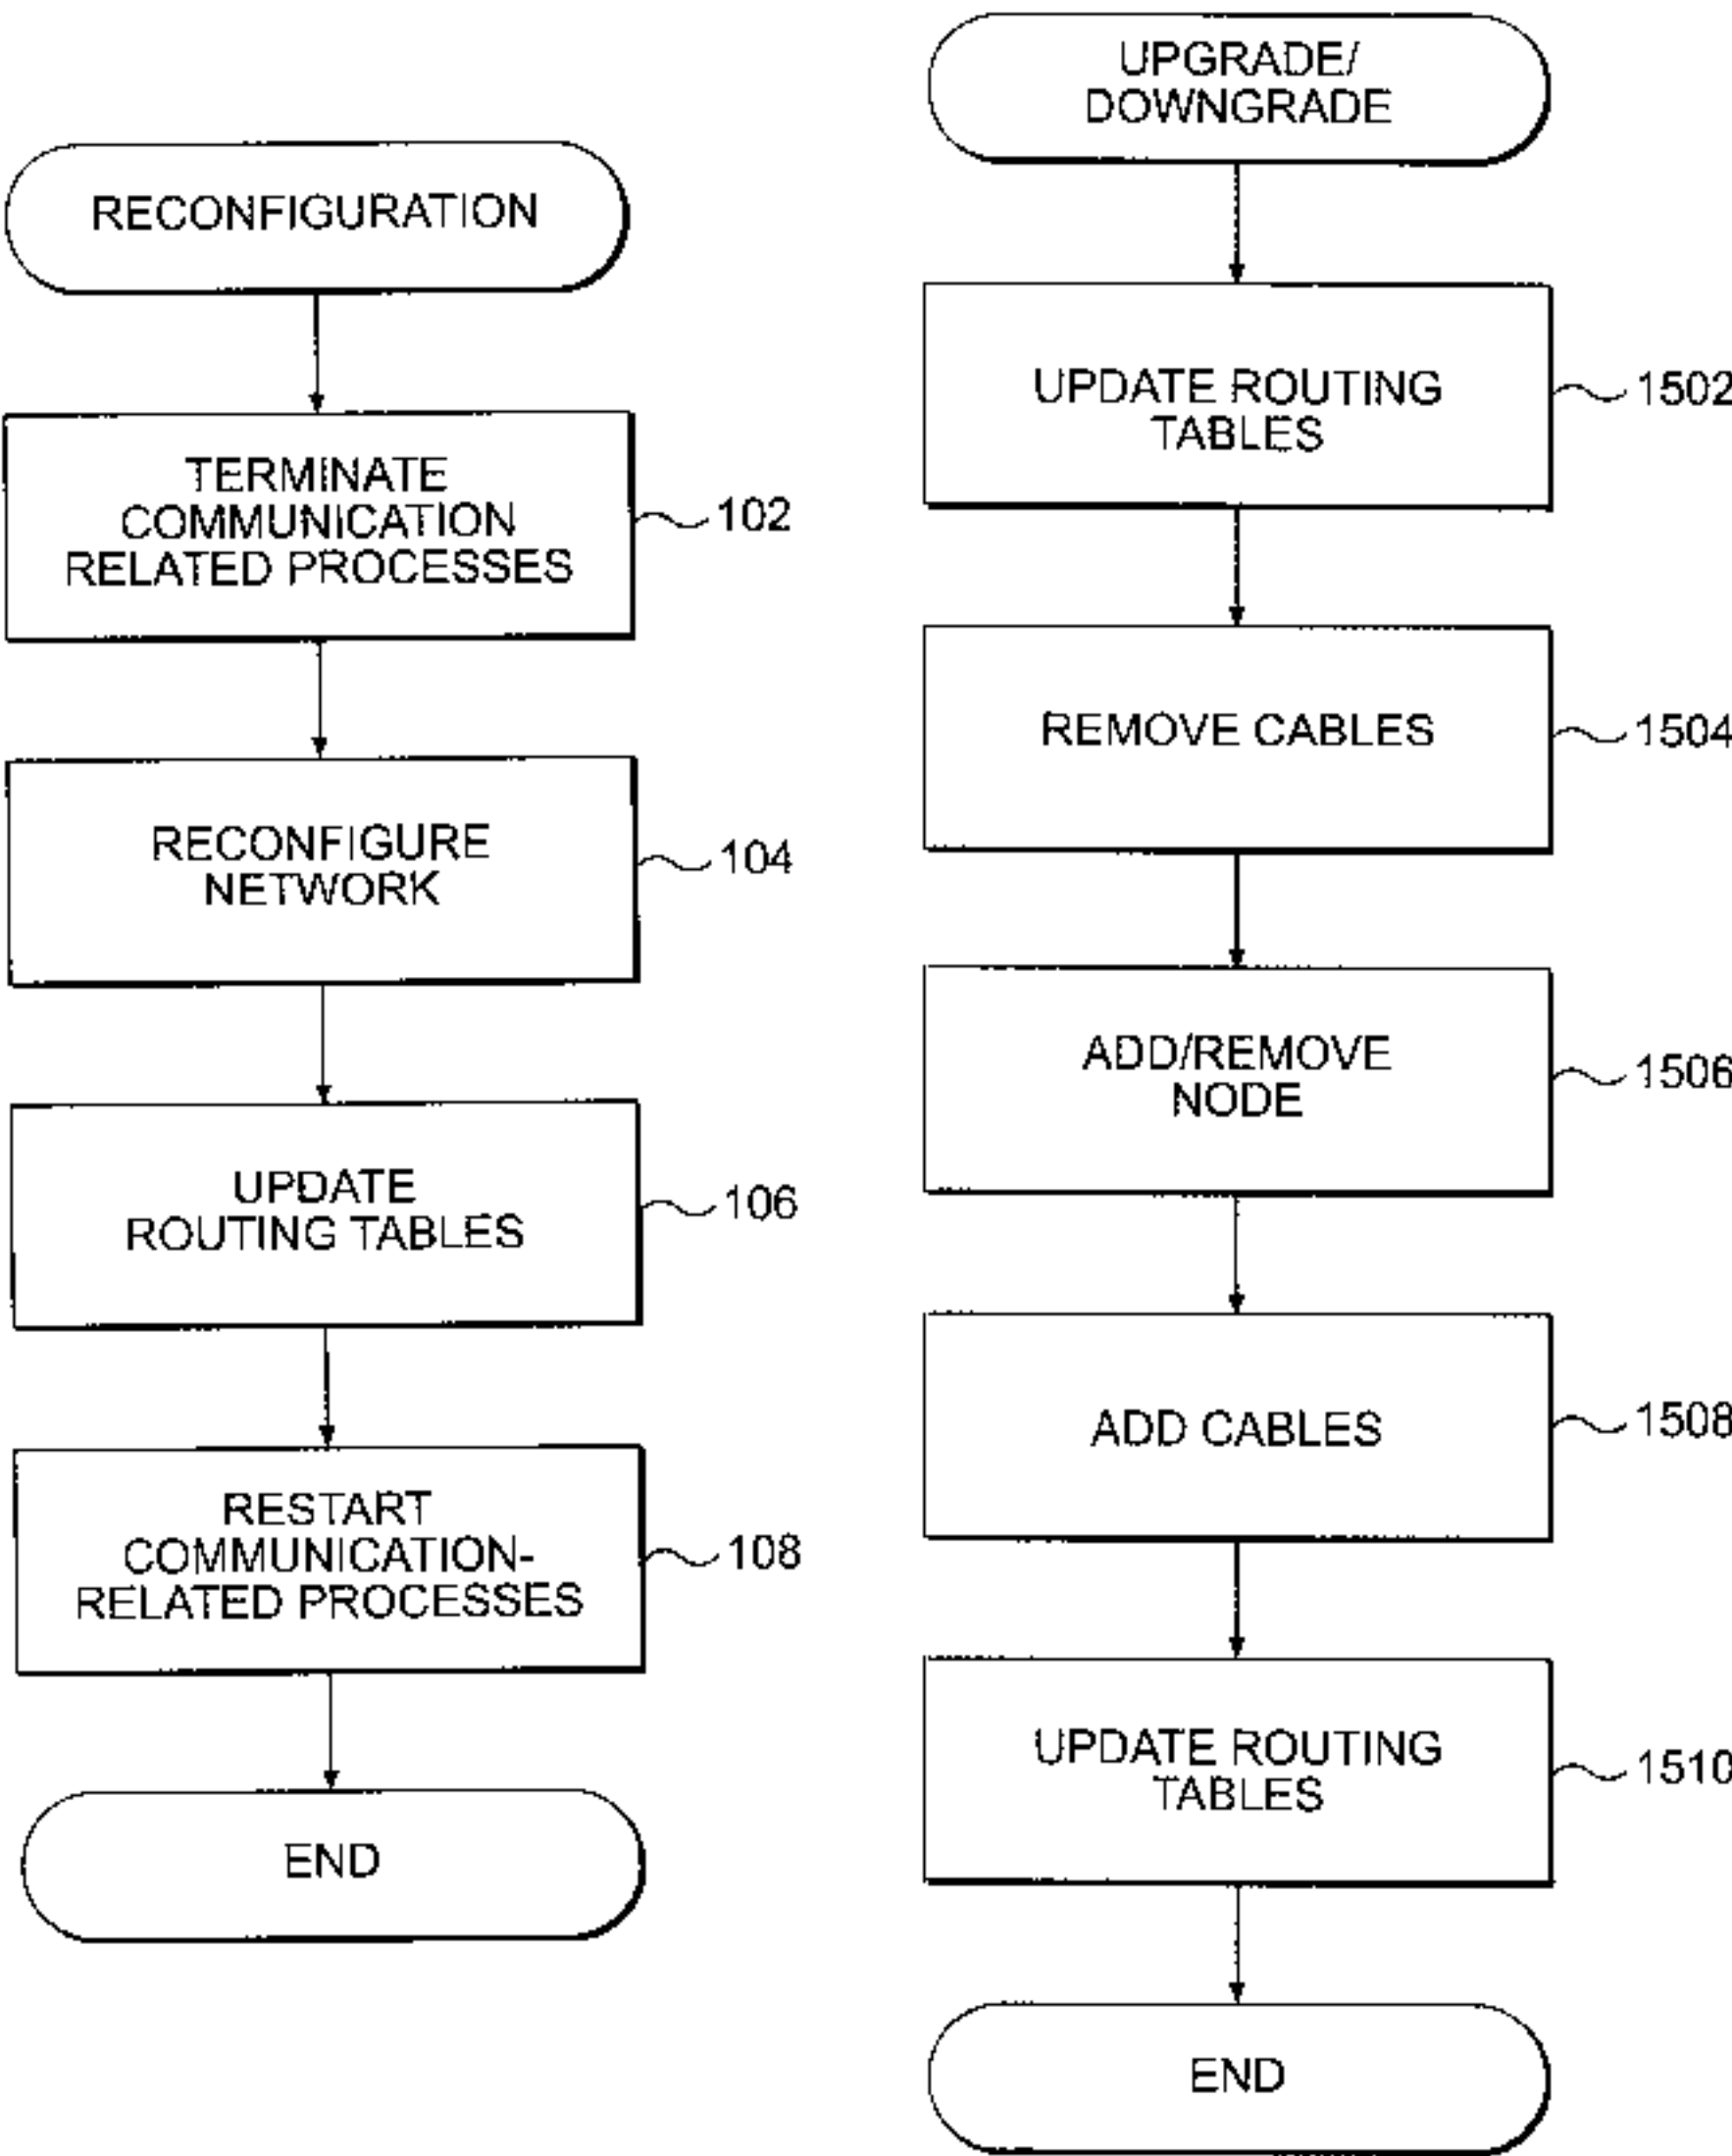 RECONFIGURATION
TERMINATE
COMMUNICATION
RELATED PROCESSES
102
RECONFIGURE
NETWORK
104
UPDATE
ROUTING TABLES
106
RESTART
COMMUNICATION-
RELATED PROCESSES
108
END
UPGRADE/
DOWNGRADE
UPDATE ROUTING
TABLES
1502
REMOVE CABLES
1504
ADD/REMOVE
NODE
1506
ADD CABLES
1508
UPDATE ROUTING
TABLES
1510
END